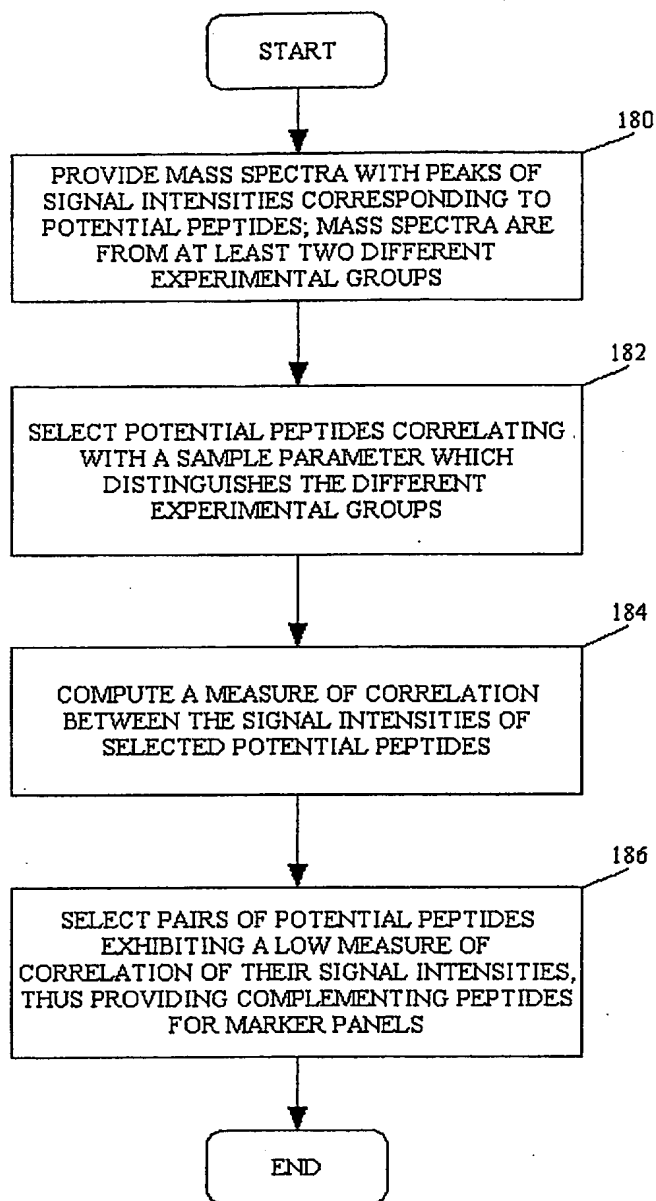 START
180
PROVIDE MASS SPECTRA WITH PEAKS OF
SIGNAL INTENSITIES CORRESPONDING TO
POTENTIAL PEPTIDES; MASS SPECTRA ARE
FROM AT LEAST TWO DIFFERENT
EXPERIMENTAL GROUPS
182
SELECT POTENTIAL PEPTIDES CORRELATING
WITH A SAMPLE PARAMETER WHICH
DISTINGUISHES THE DIFFERENT
EXPERIMENTAL GROUPS
184
COMPUTE A MEASURE OF CORRELATION
BETWEEN THE SIGNAL INTENSITIES OF
SELECTED POTENTIAL PEPTIDES
186
SELECT PAIRS OF POTENTIAL PEPTIDES
EXHIBITING A LOW MEASURE OF
CORRELATION OF THEIR SIGNAL INTENSITIES,
THUS PROVIDING COMPLEMENTING PEPTIDES
FOR MARKER PANELS
END